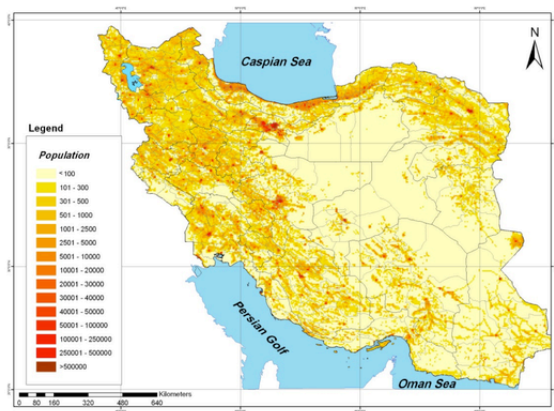 Caspian Sea
N
Legend
Population
<100
101 - 300
301 - 500
501 - 1000
1001 - 2500
2501 - 5000
5001 - 10000
10001 - 20000
20001 - 30000
30001 - 40000
40001 - 50000
50001 - 100000
100001 - 250000
250001 - 500000
>500000
Persian Golf
Oman Sea
Kilometers
0 80 160 320 480 640